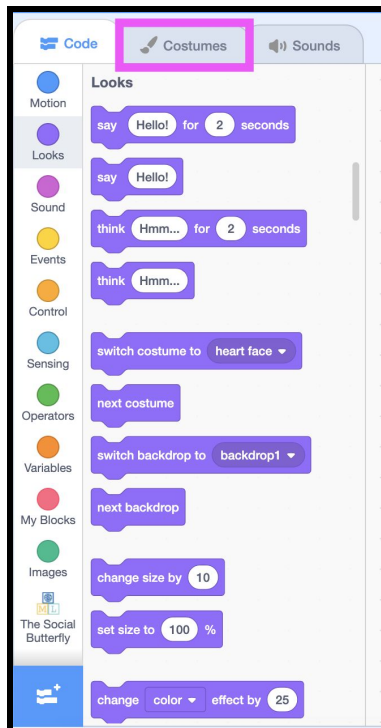 Code Costumes Sounds
Looks
Motion
Looks
Sound
Events
Control
Sensing
Operators
Variables
My Blocks
Images
ML
The Social
Butterfly
say Hello! for 2 seconds
say Hello!
think Hmm... for 2 seconds
think Hmm...
switch costume to heart face
next costume
switch backdrop to backdrop1
next backdrop
change size by 10
set size to 100 %
change color effect by 25